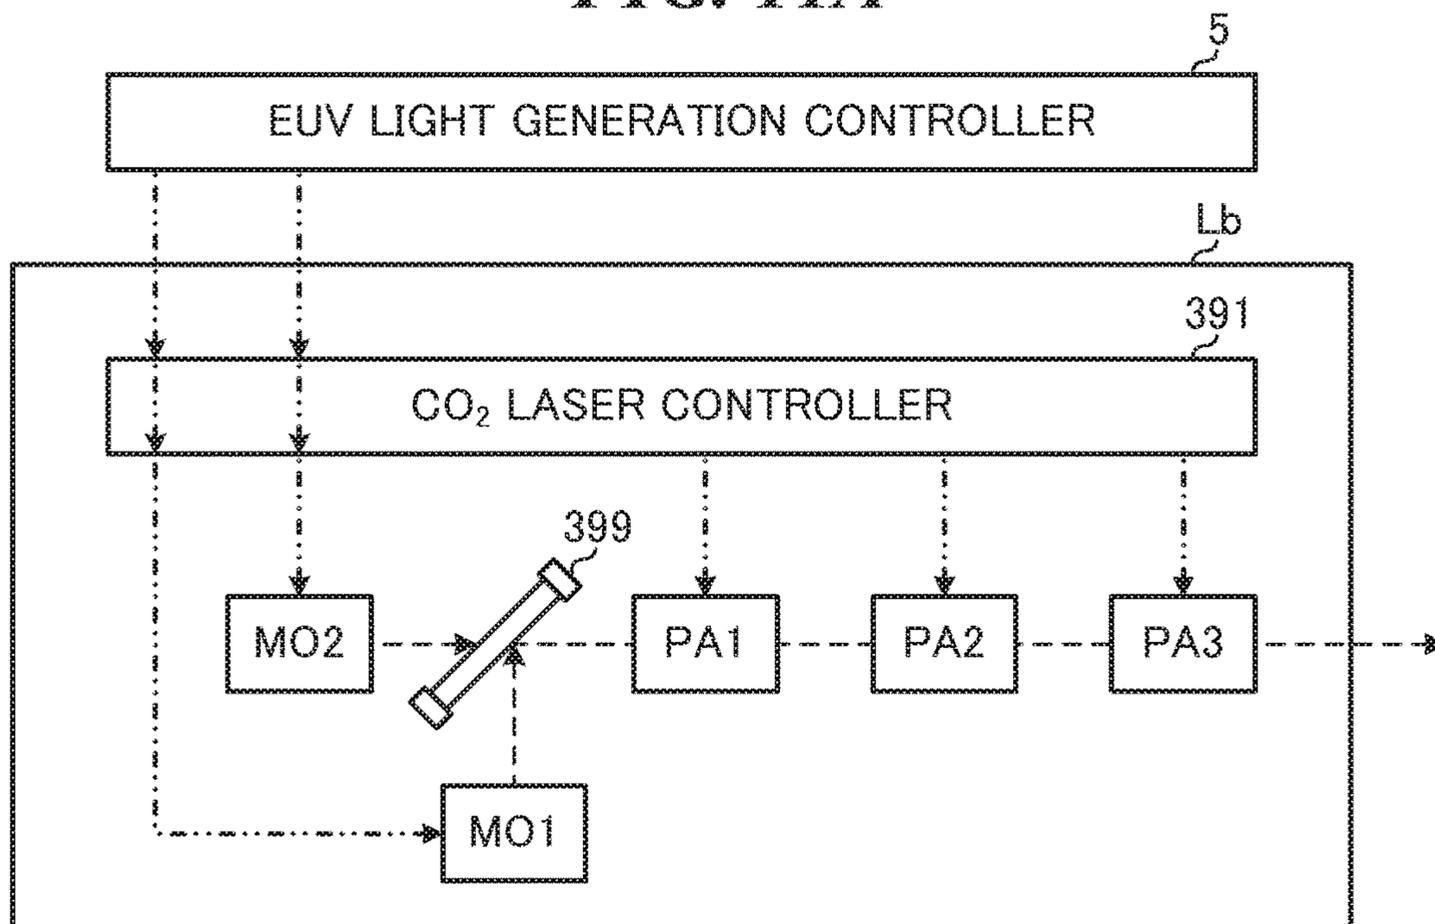 5
EUV LIGHT GENERATION CONTROLLER
Lb
391
CO₂ LASER CONTROLLER
399
MO2
PA1
PA2
PA3
MO1